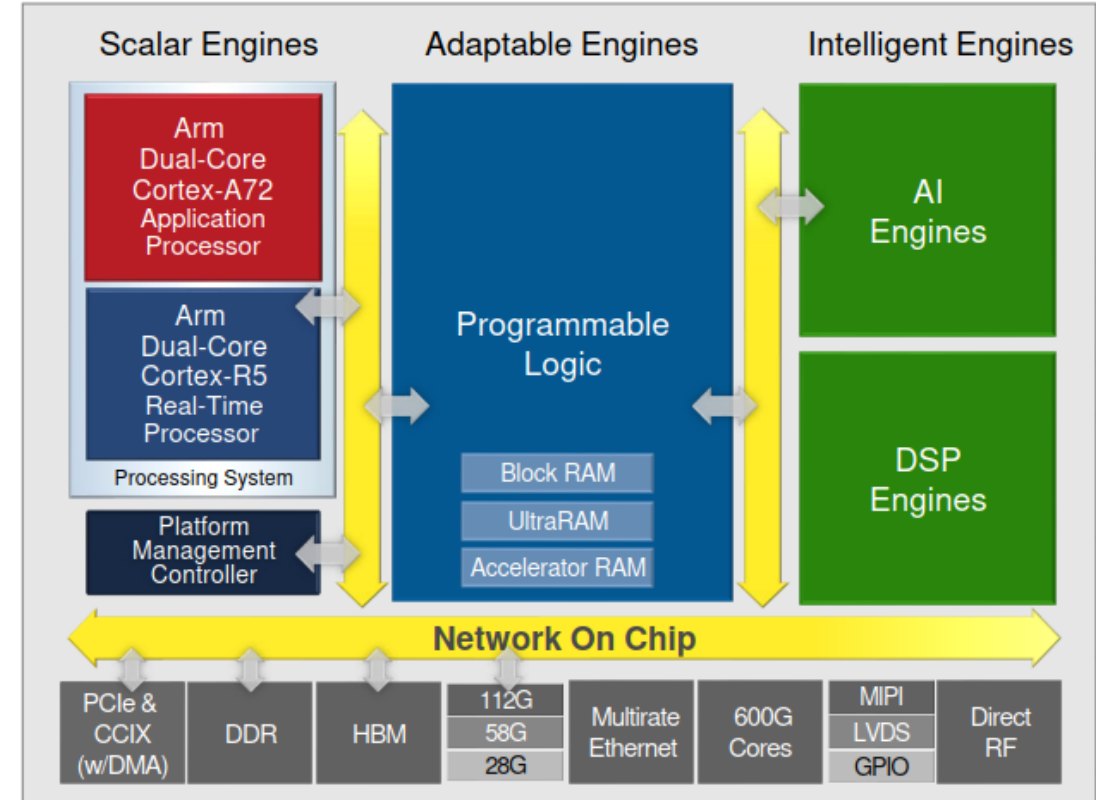 Scalar Engines
Adaptable Engines
Intelligent Engines
Arm
Dual-Core
Cortex-A72
Application
Processor
Arm
Dual-Core
Cortex-R5
Real-Time
Processor
Processing System
Platform
Management
Controller
Programmable
Logic
Block RAM
UltraRAM
Accelerator RAM
AI
Engines
DSP
Engines
Network On Chip
PCIe &
CCIX
(w/DMA)
DDR
HBM
112G
58G
28G
Multirate
Ethernet
600G
Cores
MIPI
LVDS
GPIO
Direct
RF